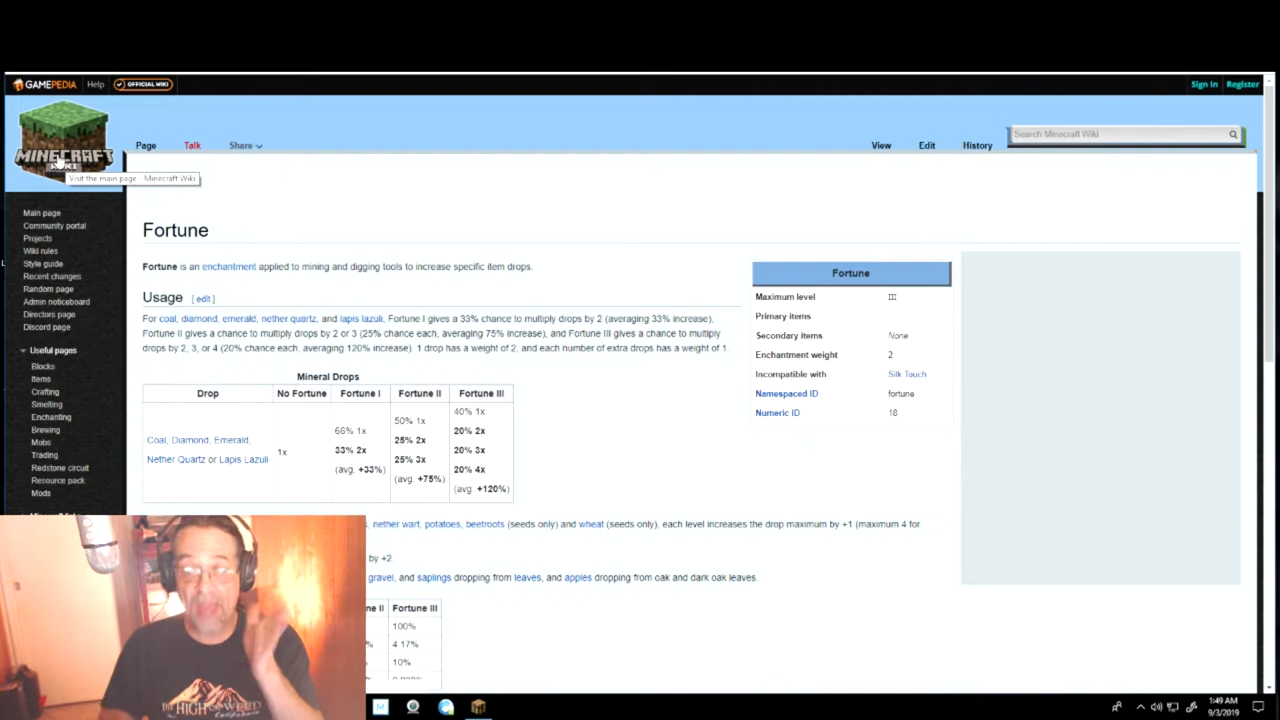 GAMEPEDIA Help OFFICIAL WIKI Sign In Register
MINECRAFT
WIKI
Page Talk Share View Edit History Search Minecraft Wiki
Visit the main page - Minecraft Wiki
Main page
Community portal
Projects
Wiki rules
Style guide
Recent changes
Random page
Admin noticeboard
Directors page
Discord page
Useful pages
Blocks
Items
Crafting
Smelting
Enchanting
Brewing
Mobs
Trading
Redstone circuit
Resource pack
Mods
Fortune
Fortune is an enchantment applied to mining and digging tools to increase specific item drops.
Usage [ edit ]
For coal, diamond, emerald, nether quartz, and lapis lazuli, Fortune I gives a 33% chance to multiply drops by 2 (averaging 33% increase),
Fortune II gives a chance to multiply drops by 2 or 3 (25% chance each, averaging 75% increase), and Fortune III gives a chance to multiply
drops by 2, 3, or 4 (20% chance each, averaging 120% increase). 1 drop has a weight of 2, and each number of extra drops has a weight of 1.
Mineral Drops
Drop No Fortune Fortune I Fortune II Fortune III
Coal, Diamond, Emerald,
Nether Quartz or Lapis Lazuli
1x
66% 1x
33% 2x
(avg. +33%)
50% 1x
25% 2x
25% 3x
(avg. +75%)
40% 1x
20% 2x
20% 3x
20% 4x
(avg. +120%)
Fortune
Maximum level III
Primary items
Secondary items None
Enchantment weight 2
Incompatible with Silk Touch
Namespaced ID fortune
Numeric ID 18
nether wart, potatoes, beetroots (seeds only) and wheat (seeds only), each level increases the drop maximum by +1 (maximum 4 for
by +2.
gravel, and saplings dropping from leaves, and apples dropping from oak and dark oak leaves.
ne II Fortune III
100%
% 4.17%
10%
1:49 AM
9/3/2019